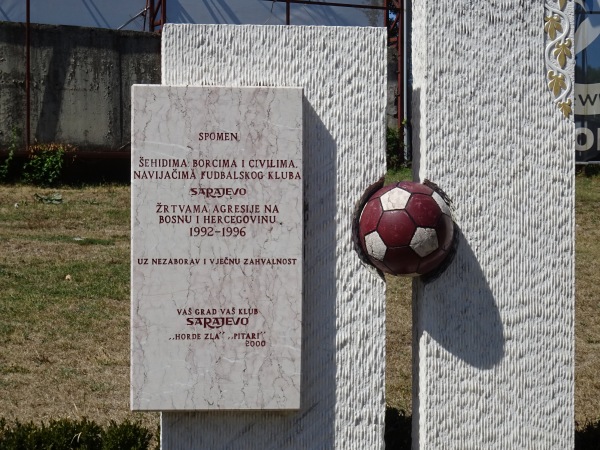 SPOMEN
ŠEHIDIMA BORCIMA I CIVILIMA,
NAVIJAČIMA FUDBALSKOG KLUBA
SARAJEVO
ŽRTVAMA AGRESIJE NA
BOSNU I HERCEGOVINU
1992-1996
UZ NEZABORAV I VJEČNU ZAHVALNOST
VAŠ GRAD VAŠ KLUB
SARAJEVO
,,HORDE ZLA'' ,,PITARI''
2000